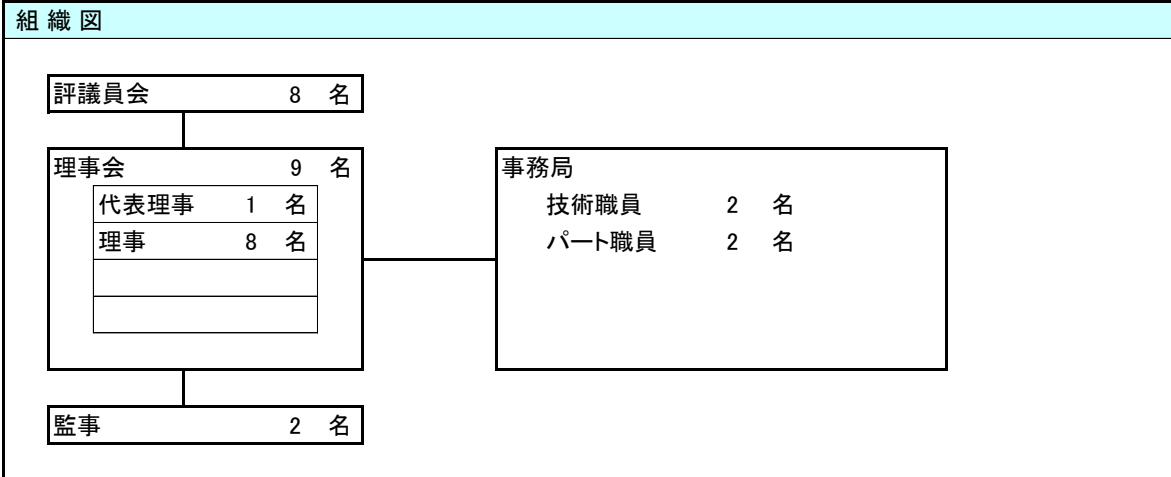 組織図
評議員会 8 名
理事会 9 名
代表理事 1 名
理事 8 名
事務局
技術職員 2 名
パート職員 2 名
監事 2 名